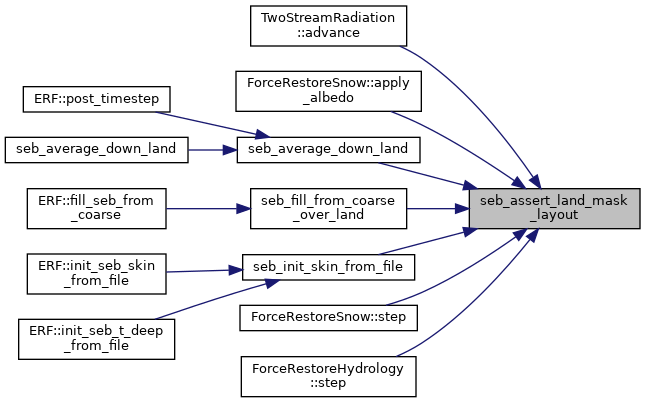 TwoStreamRadiation
::advance
ForceRestoreSnow::apply
_albedo
ERF::post_timestep
seb_average_down_land
seb_average_down_land
seb_assert_land_mask
_layout
ERF::fill_seb_from
_coarse
seb_fill_from_coarse
_over_land
ERF::init_seb_skin
_from_file
seb_init_skin_from_file
ERF::init_seb_t_deep
_from_file
ForceRestoreSnow::step
ForceRestoreHydrology
::step